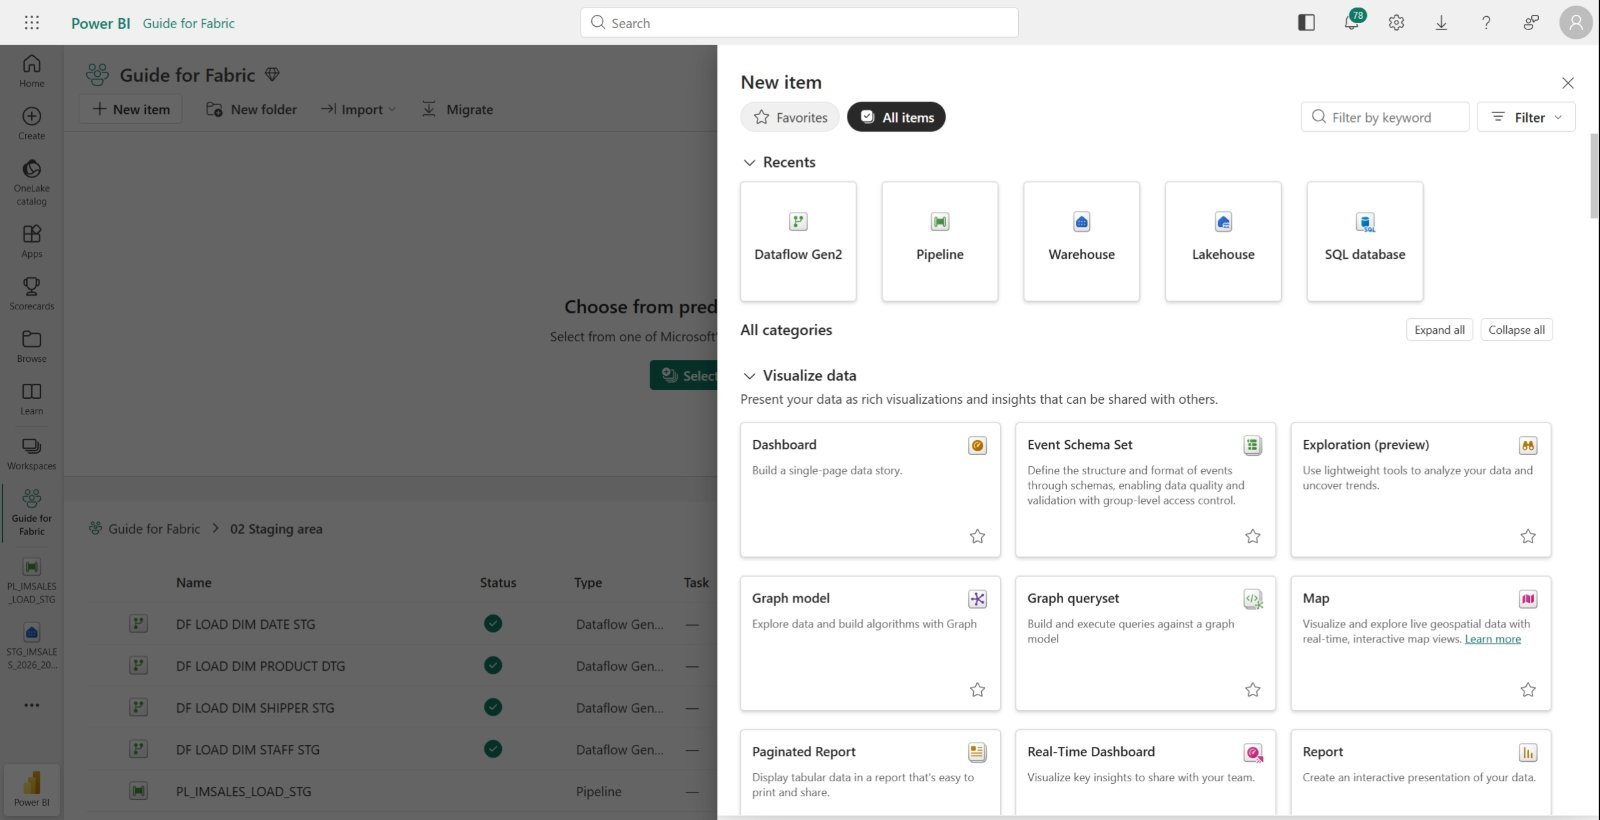 Power BI Guide for Fabric
Search
78
Home
Create
OneLake
catalog
Apps
Scorecards
Browse
Learn
Workspaces
Guide for
Fabric
PL_IMSALES
_LOAD_STG
STG_IMSALE
S_2026_20...
Power BI
Guide for Fabric
New item
New folder
Import
Migrate
Choose from pred
Select from one of Microsoft'
Select
Guide for Fabric > 02 Staging area
Name Status Type Task
DF LOAD DIM DATE STG Dataflow Gen... —
DF LOAD DIM PRODUCT DTG Dataflow Gen... —
DF LOAD DIM SHIPPER STG Dataflow Gen... —
DF LOAD DIM STAFF STG Dataflow Gen... —
PL_IMSALES_LOAD_STG Pipeline —
New item
Favorites
All items
Filter by keyword
Filter
Recents
Dataflow Gen2
Pipeline
Warehouse
Lakehouse
SQL
SQL database
All categories
Expand all
Collapse all
Visualize data
Present your data as rich visualizations and insights that can be shared with others.
Dashboard
Build a single-page data story.
Event Schema Set
Define the structure and format of events
through schemas, enabling data quality and
validation with group-level access control.
Exploration (preview)
Use lightweight tools to analyze your data and
uncover trends.
Graph model
Explore data and build algorithms with Graph
Graph queryset
Build and execute queries against a graph
model
Map
Visualize and explore live geospatial data with
real-time, interactive map views. Learn more
Paginated Report
Display tabular data in a report that's easy to
print and share.
Real-Time Dashboard
Visualize key insights to share with your team.
Report
Create an interactive presentation of your data.